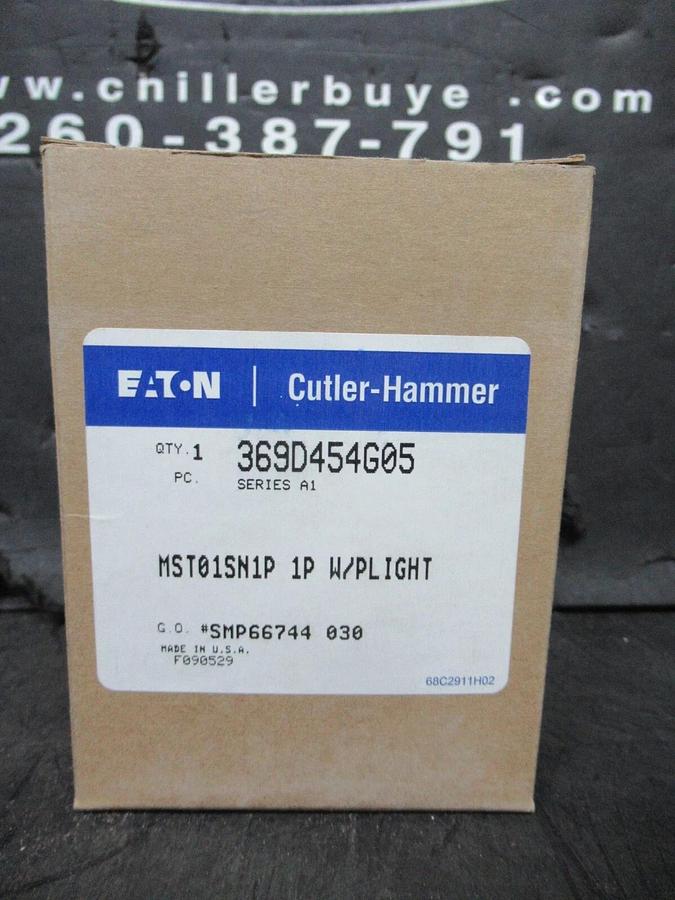 w.chillerbuye .com
260-387-791
EATON | Cutler-Hammer
QTY. 1 369D454G05
PC. SERIES A1
MST01SN1P 1P W/PLIGHT
G.O. #SMP66744 030
MADE IN U.S.A.
F090529
68C2911H02